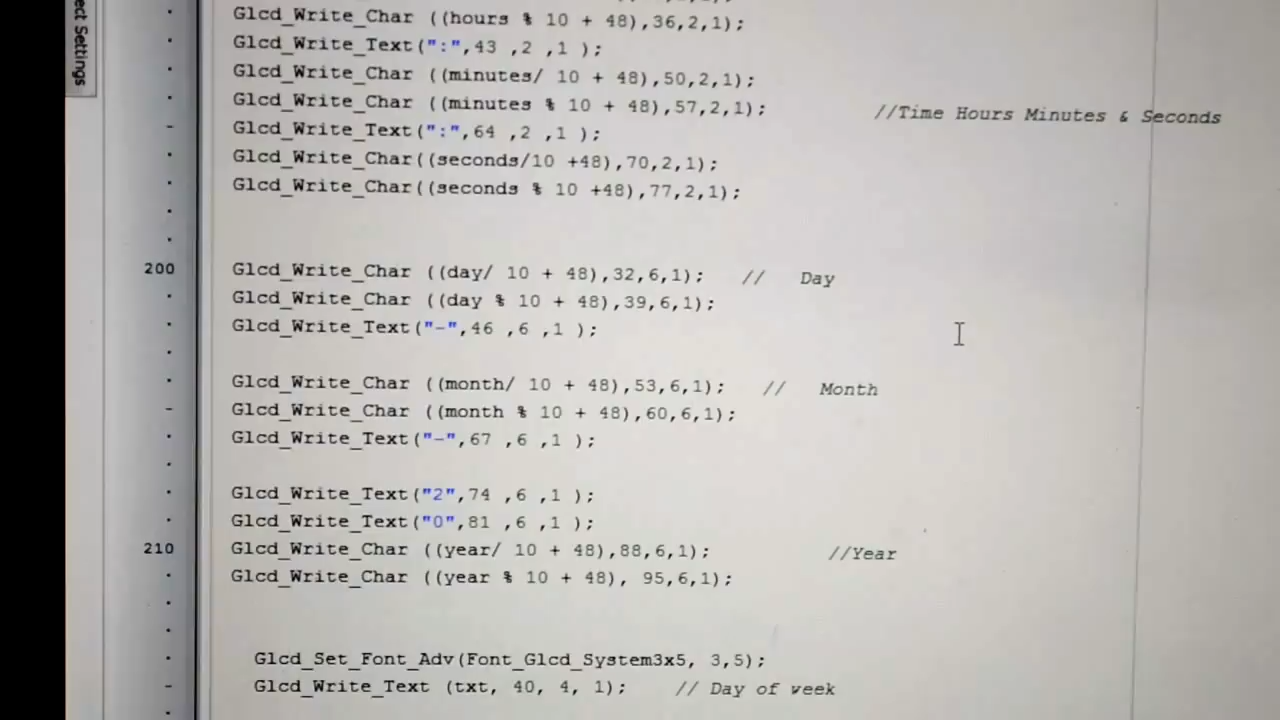 ect Settings
Glcd_Write_Char ((hours % 10 + 48),36,2,1);
Glcd_Write_Text(":",43 ,2 ,1 );
Glcd_Write_Char ((minutes/ 10 + 48),50,2,1);
Glcd_Write_Char ((minutes % 10 + 48),57,2,1); //Time Hours Minutes & Seconds
Glcd_Write_Text(":",64 ,2 ,1 );
Glcd_Write_Char((seconds/10 +48),70,2,1);
Glcd_Write_Char((seconds % 10 +48),77,2,1);
200 Glcd_Write_Char ((day/ 10 + 48),32,6,1); // Day
Glcd_Write_Char ((day % 10 + 48),39,6,1);
Glcd_Write_Text("-",46 ,6 ,1 );
Glcd_Write_Char ((month/ 10 + 48),53,6,1); // Month
Glcd_Write_Char ((month % 10 + 48),60,6,1);
Glcd_Write_Text("-",67 ,6 ,1 );
Glcd_Write_Text("2",74 ,6 ,1 );
Glcd_Write_Text("0",81 ,6 ,1 );
210 Glcd_Write_Char ((year/ 10 + 48),88,6,1); //Year
Glcd_Write_Char ((year % 10 + 48), 95,6,1);
Glcd_Set_Font_Adv(Font_Glcd_System3x5, 3,5);
Glcd_Write_Text (txt, 40, 4, 1); // Day of week